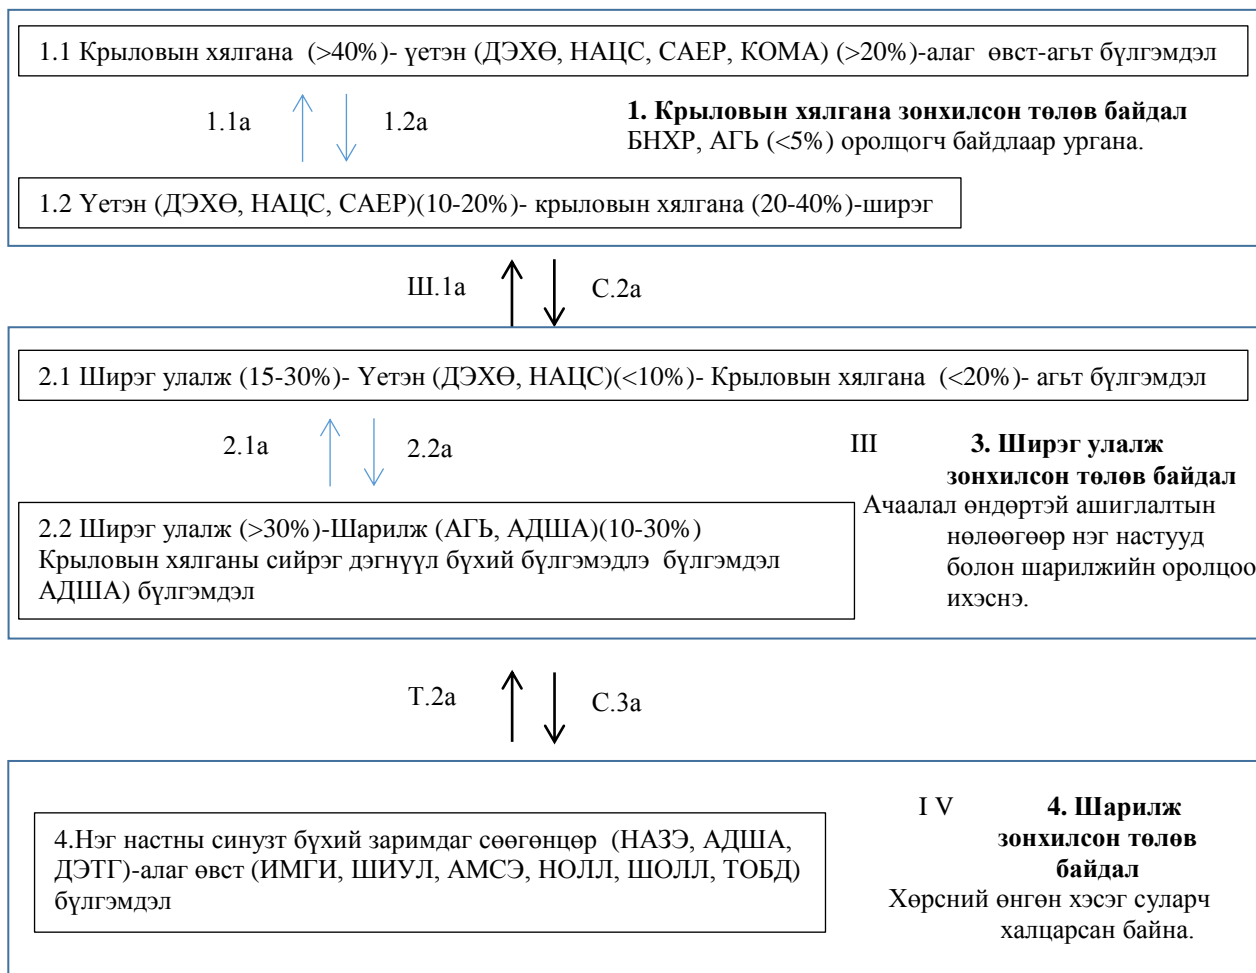 1.1 Крыловын хялгана (>40%)- үетэн (ДЭХӨ, НАЦС, САЕР, КОМА) (>20%)-алаг өвст-агьт бүлгэмдэл
1.1а
1.2а
1. Крыловын хялгана зонхилсон төлөв байдал
БНХР, АГЬ (<5%) оролцогч байдлаар ургана.
1.2 Үетэн (ДЭХӨ, НАЦС, САЕР)(10-20%)- крыловын хялгана (20-40%)-ширэг
Ш.1а
С.2а
2.1 Ширэг улалж (15-30%)- Үетэн (ДЭХӨ, НАЦС)(<10%)- Крыловын хялгана (<20%)- агьт бүлгэмдэл
2.1а
2.2а
III 3. Ширэг улалж
зонхилсон төлөв байдал
Ачаалал өндөртэй ашиглалтын
нөлөөгөөр нэг настууд
болон шарилжийн оролцоо
ихэснэ.
2.2 Ширэг улалж (>30%)-Шарилж (АГЬ, АДША)(10-30%)
Крыловын хялганы сийрэг дэгнүүл бүхий бүлгэмэдлэ бүлгэмдэл
АДША) бүлгэмдэл
Т.2а
С.3а
I V 4. Шарилж
зонхилсон төлөв
байдал
Хөрсний өнгөн хэсэг суларч
халцарсан байна.
4.Нэг настны синузт бүхий заримдаг сөөгөнцөр (НАЗЭ, АДША,
ДЭТГ)-алаг өвст (ИМГИ, ШИУЛ, АМСЭ, НОЛЛ, ШОЛЛ, ТОБД)
бүлгэмдэл